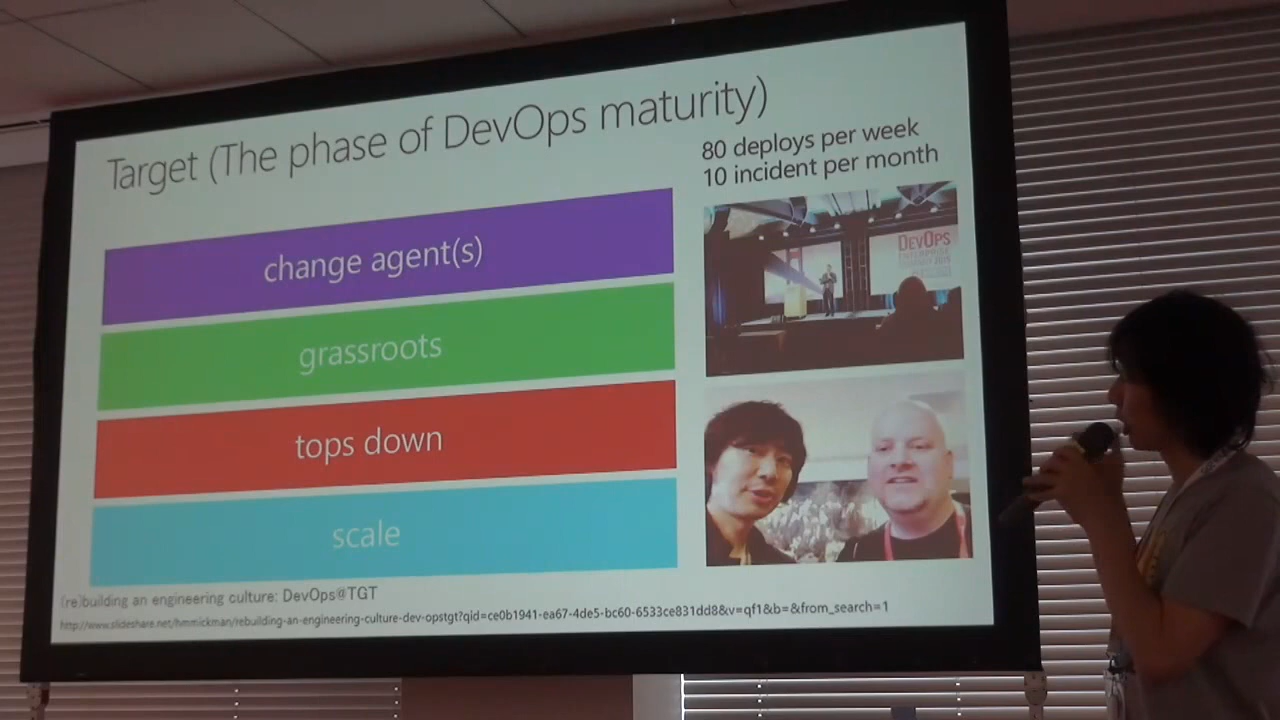 Target (The phase of DevOps maturity)
80 deploys per week
10 incident per month
change agent(s)
grassroots
tops down
scale
DEVOPS
ENTERPRISE
(re)building an engineering culture: DevOps@TGT
http://www.slideshare.net/hmmickman/rebuilding-an-engineering-culture-dev-opstgt?qid=ce0b1941-ea67-4de5-bc60-6533ce831dd8&v=qf1&b=&from_search=1